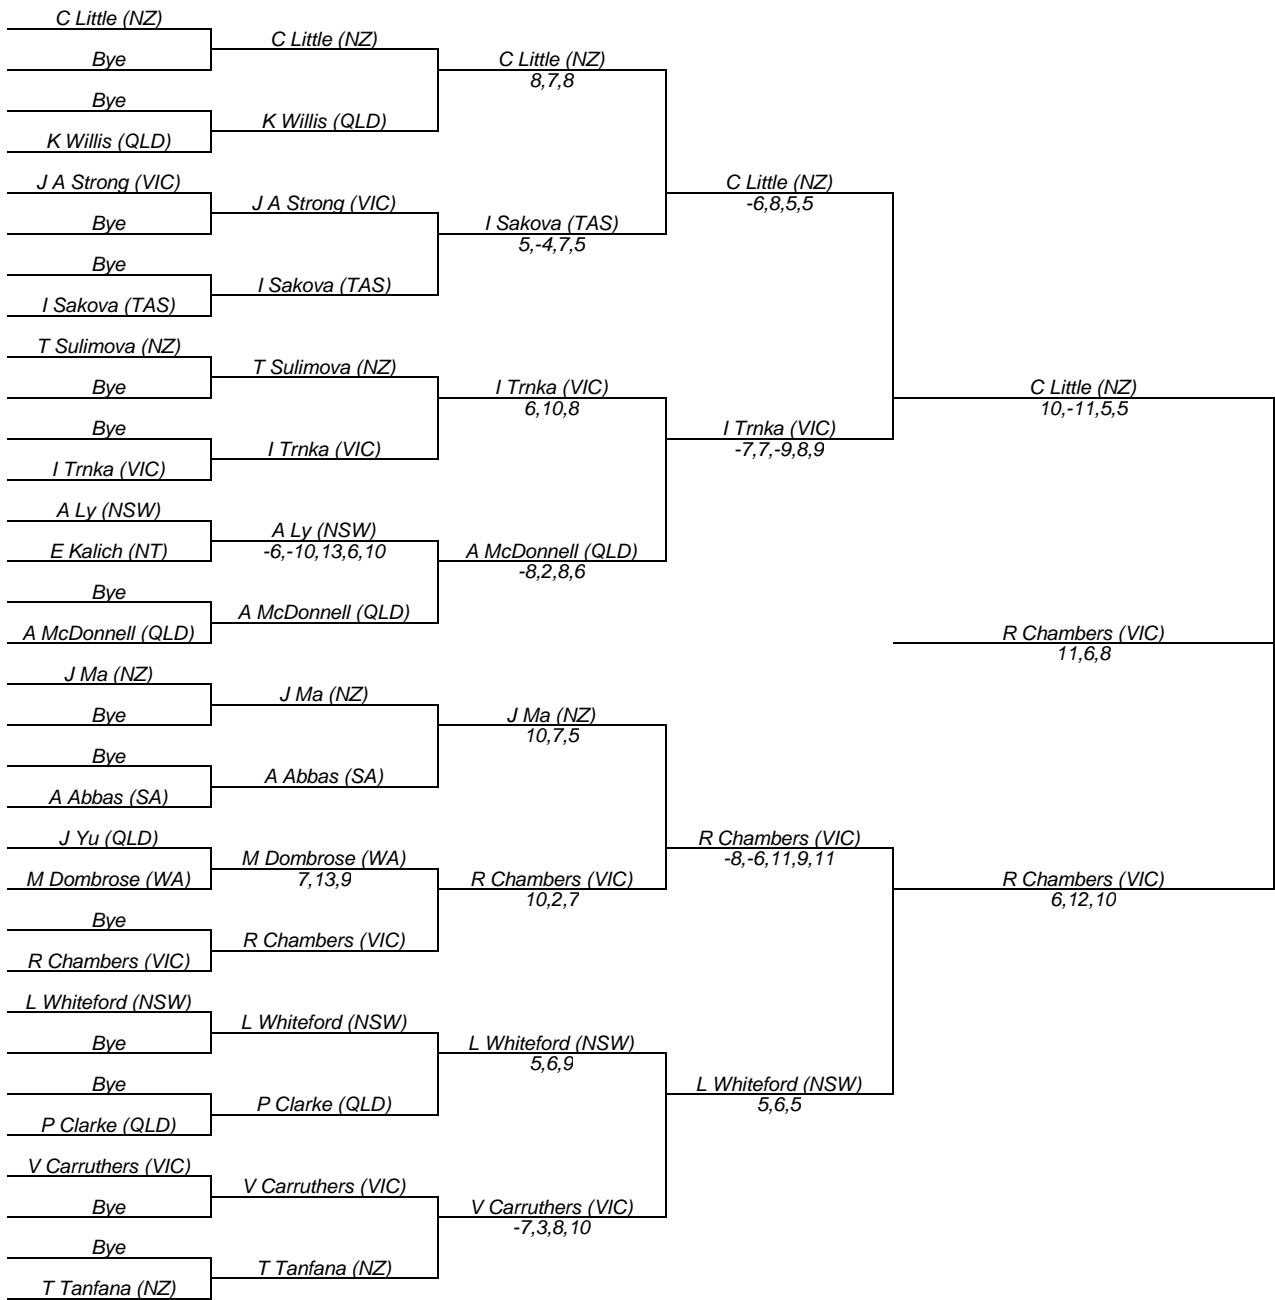 C Little (NZ)
Bye
Bye
K Willis (QLD)
J A Strong (VIC)
Bye
Bye
I Sakova (TAS)
T Sulimova (NZ)
Bye
Bye
I Trnka (VIC)
A Ly (NSW)
E Kalich (NT)
Bye
A McDonnell (QLD)
J Ma (NZ)
Bye
Bye
A Abbas (SA)
J Yu (QLD)
M Dombrose (WA)
Bye
R Chambers (VIC)
L Whiteford (NSW)
Bye
Bye
P Clarke (QLD)
V Carruthers (VIC)
Bye
Bye
T Tanfana (NZ)
C Little (NZ)
K Willis (QLD)
J A Strong (VIC)
I Sakova (TAS)
T Sulimova (NZ)
I Trnka (VIC)
A Ly (NSW)
-6,-10,13,6,10
A McDonnell (QLD)
J Ma (NZ)
A Abbas (SA)
M Dombrose (WA)
7,13,9
R Chambers (VIC)
L Whiteford (NSW)
P Clarke (QLD)
V Carruthers (VIC)
T Tanfana (NZ)
C Little (NZ)
8,7,8
I Sakova (TAS)
5,-4,7,5
I Trnka (VIC)
6,10,8
A McDonnell (QLD)
-8,2,8,6
J Ma (NZ)
10,7,5
R Chambers (VIC)
10,2,7
L Whiteford (NSW)
5,6,9
V Carruthers (VIC)
-7,3,8,10
C Little (NZ)
-6,8,5,5
I Trnka (VIC)
-7,7,-9,8,9
R Chambers (VIC)
-8,-6,11,9,11
L Whiteford (NSW)
5,6,5
C Little (NZ)
10,-11,5,5
R Chambers (VIC)
11,6,8
R Chambers (VIC)
6,12,10